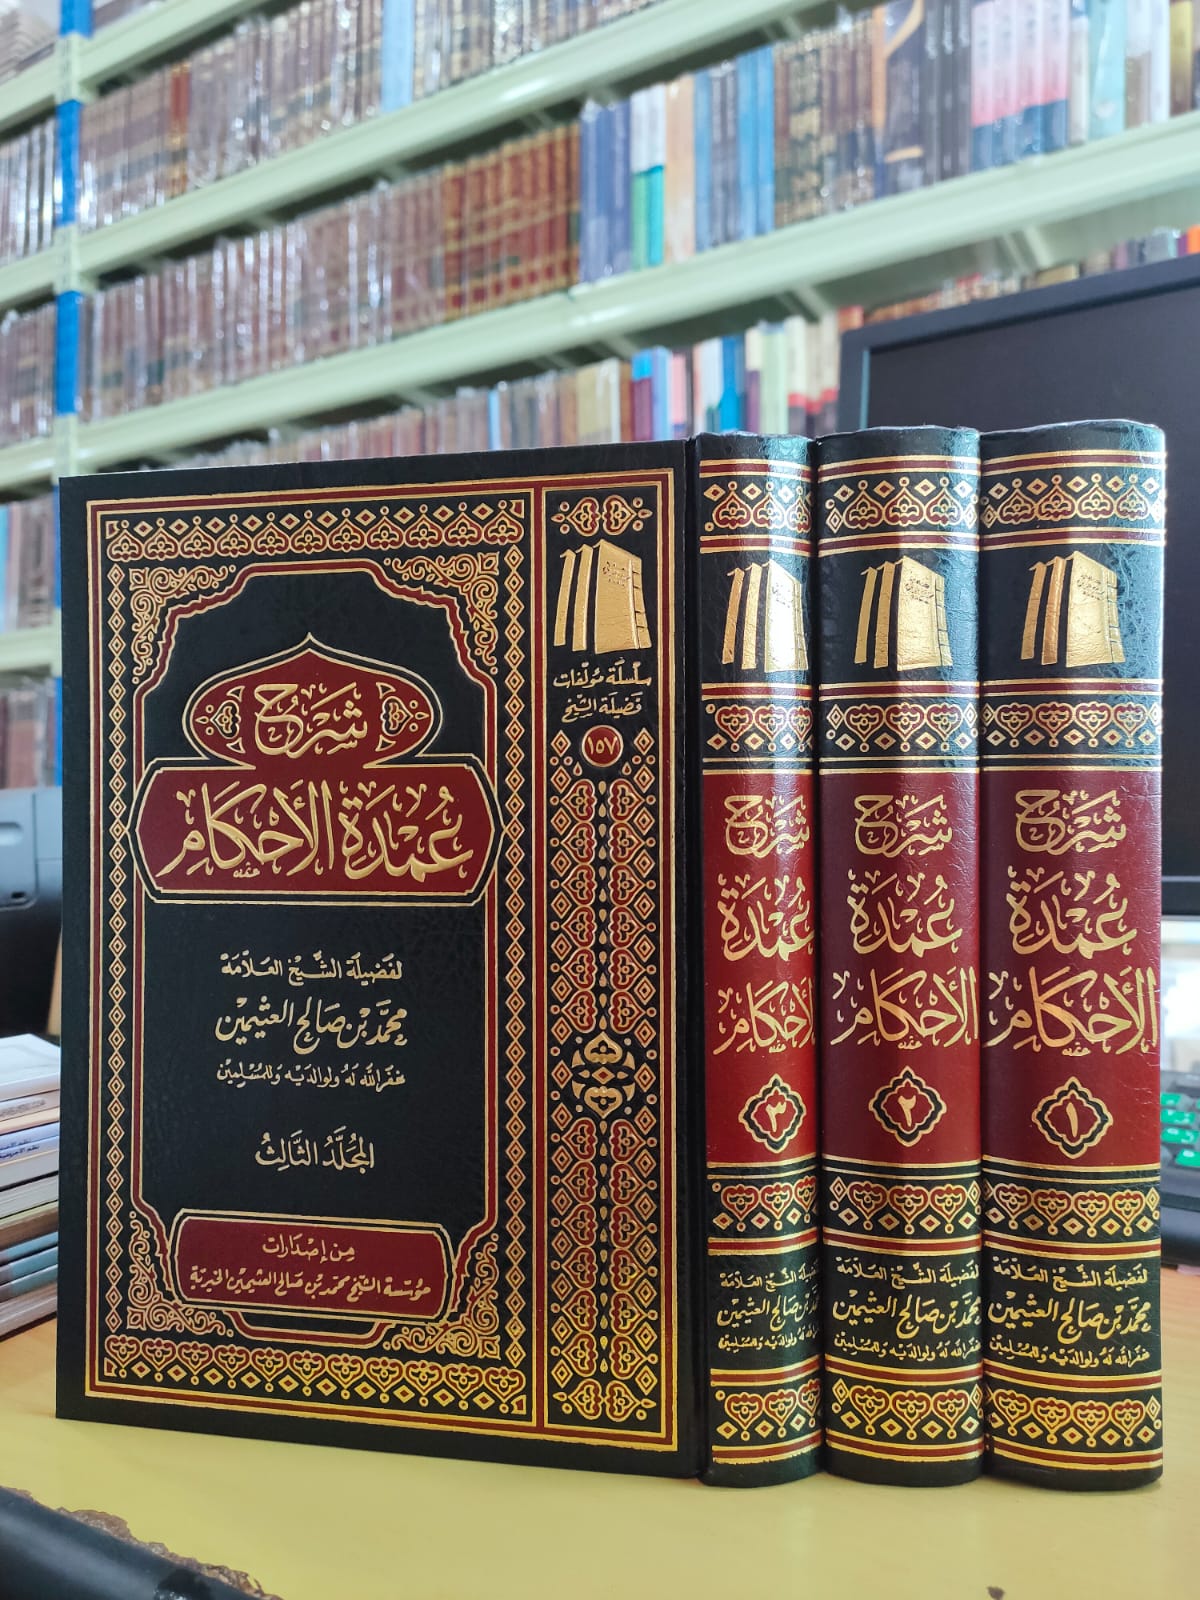 شرح
عمدة الأحكام
لفضيلة الشيخ العلامة
محمد بن صالح العثيمين
غفر الله له ولوالديه وللمسلمين
المجلد الثالث
من إصدارات
مؤسسة الشيخ محمد بن صالح العثيمين الخيرية
سلسلة مؤلفات
فضيلة الشيخ
١٥٧
شرح
عمدة
الأحكام
٣
لفضيلة الشيخ العلامة
محمد بن صالح العثيمين
غفر الله له ولوالديه وللمسلمين
شرح
عمدة
الأحكام
٢
لفضيلة الشيخ العلامة
محمد بن صالح العثيمين
غفر الله له ولوالديه وللمسلمين
شرح
عمدة
الأحكام
١
لفضيلة الشيخ العلامة
محمد بن صالح العثيمين
غفر الله له ولوالديه وللمسلمين